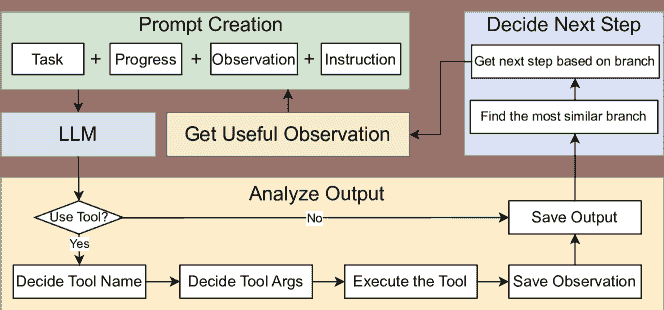 Prompt Creation
Task + Progress + Observation + Instruction
Decide Next Step
Get next step based on branch
Find the most similar branch
LLM
Get Useful Observation
Analyze Output
Use Tool?
No
Save Output
Yes
Decide Tool Name
Decide Tool Args
Execute the Tool
Save Observation